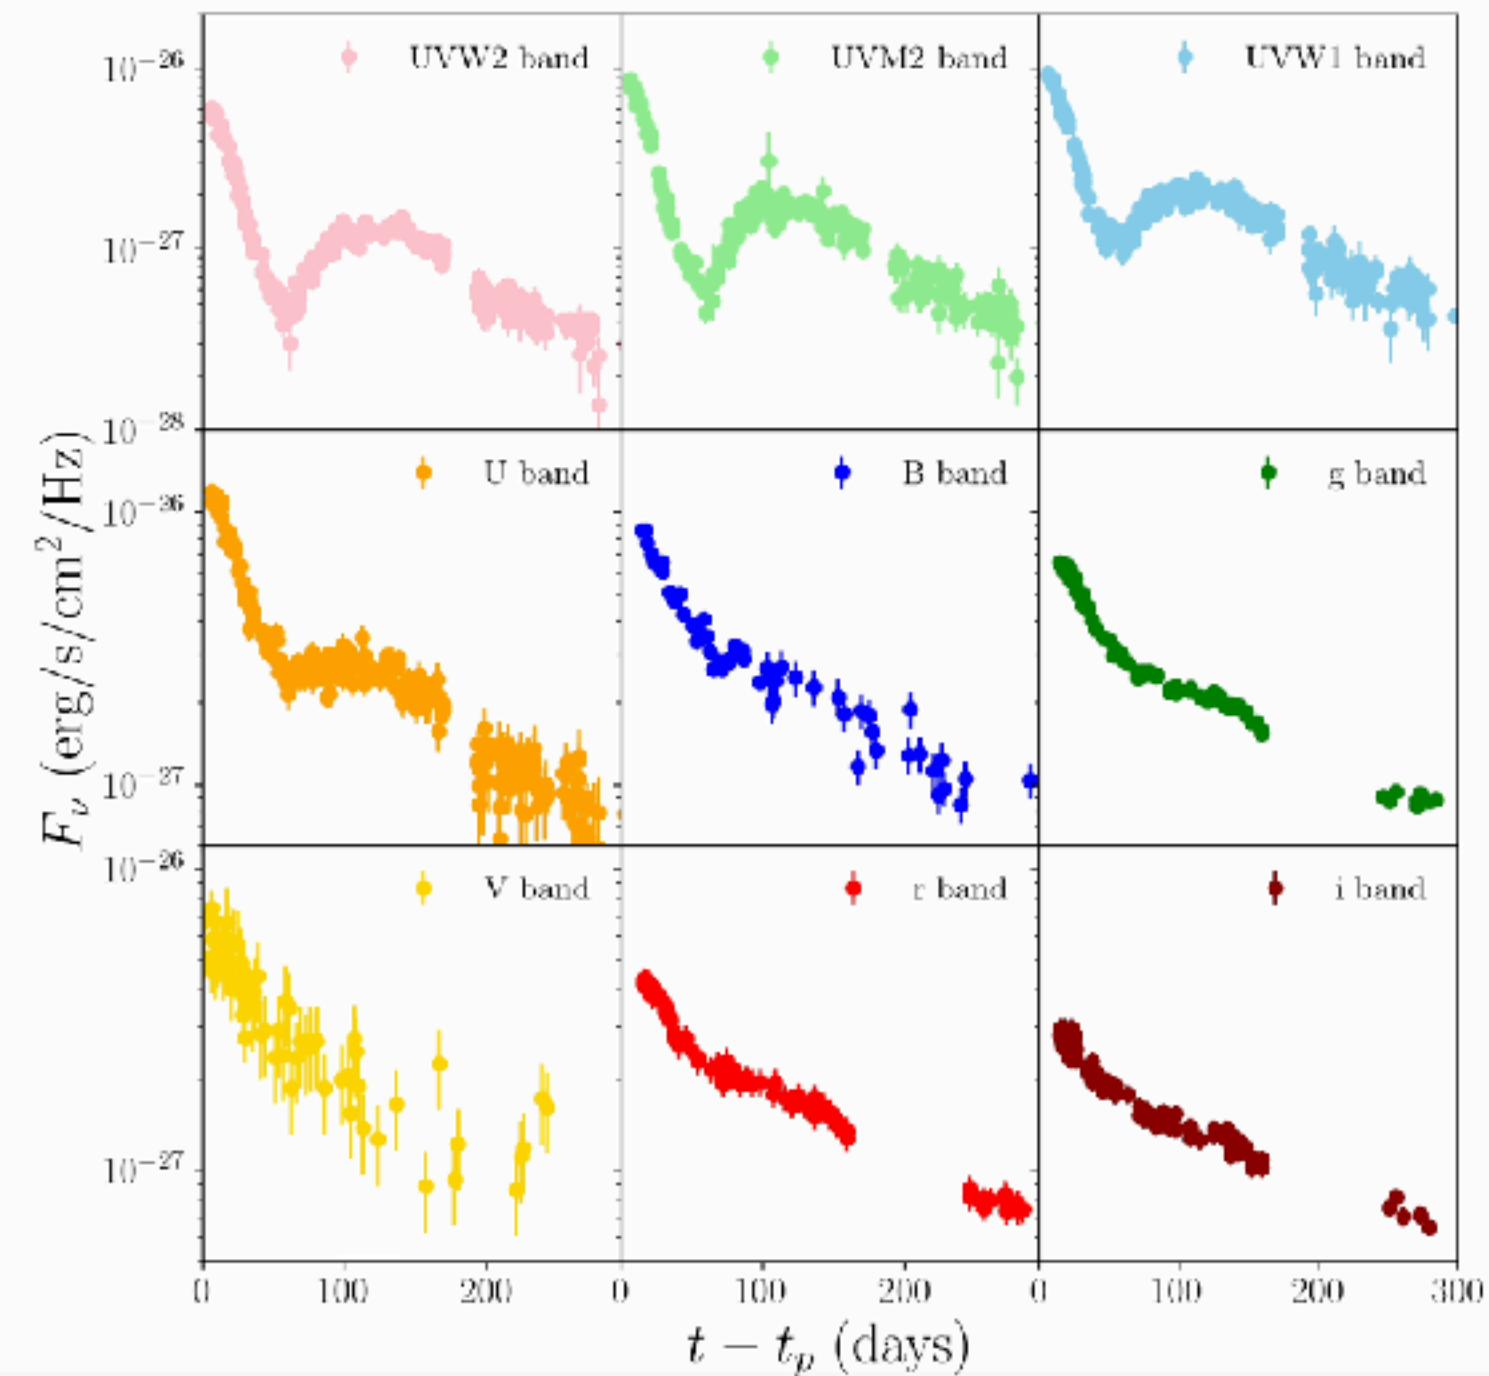 UVW2 band
UVM2 band
UVW1 band
10⁻²⁶
10⁻²⁷
10⁻²⁸
U band
B band
g band
10⁻²⁶
10⁻²⁷
V band
r band
i band
10⁻²⁶
10⁻²⁷
F_ν (erg/s/cm²/Hz)
0 100 200 0 100 200 0 100 200 300
t − t_p (days)